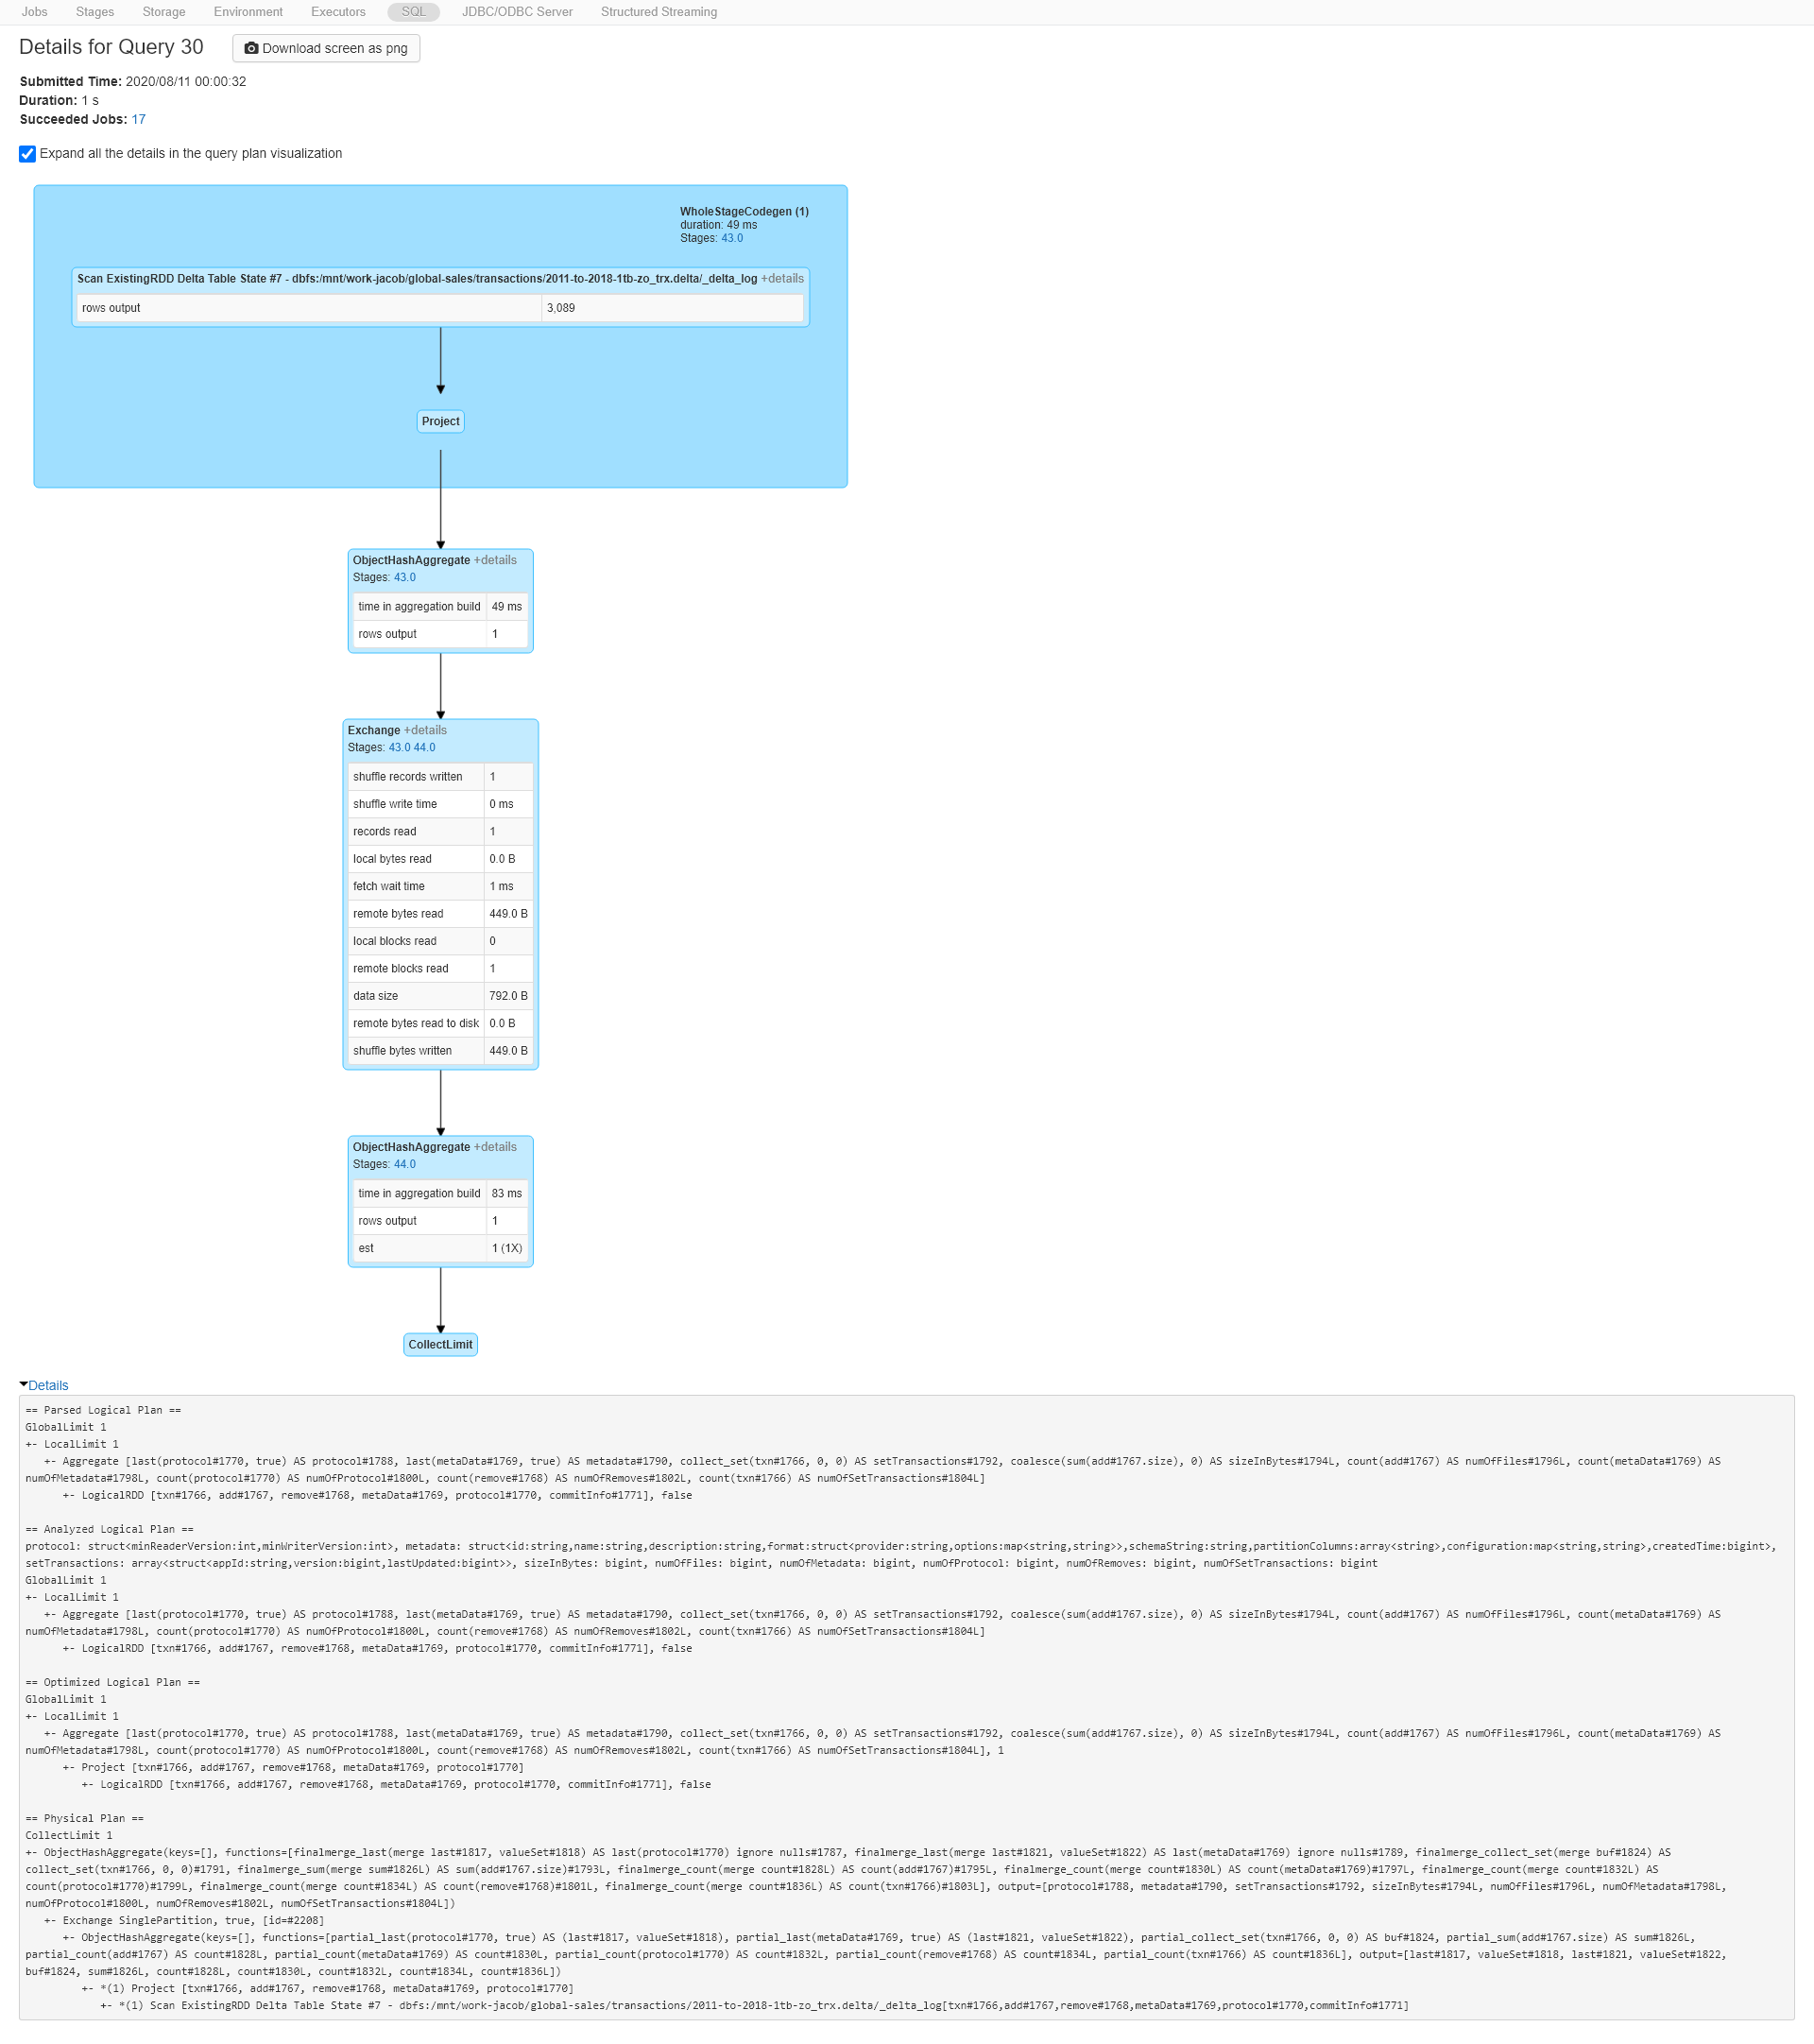 Jobs Stages Storage Environment Executors SQL JDBC/ODBC Server Structured Streaming
Details for Query 30 Download screen as png
Submitted Time: 2020/08/11 00:00:32
Duration: 1 s
Succeeded Jobs: 17
Expand all the details in the query plan visualization
WholeStageCodegen (1)
duration: 49 ms
Stages: 43.0
Scan ExistingRDD Delta Table State #7 - dbfs:/mnt/work-jacob/global-sales/transactions/2011-to-2018-1tb-zo_trx.delta/_delta_log +details
rows output 3,089
Project
ObjectHashAggregate +details
Stages: 43.0
time in aggregation build 49 ms
rows output 1
Exchange +details
Stages: 43.0 44.0
shuffle records written 1
shuffle write time 0 ms
records read 1
local bytes read 0.0 B
fetch wait time 1 ms
remote bytes read 449.0 B
local blocks read 0
remote blocks read 1
data size 792.0 B
remote bytes read to disk 0.0 B
shuffle bytes written 449.0 B
ObjectHashAggregate +details
Stages: 44.0
time in aggregation build 83 ms
rows output 1
est 1 (1X)
CollectLimit
Details
== Parsed Logical Plan ==
GlobalLimit 1
+- LocalLimit 1
+- Aggregate [last(protocol#1770, true) AS protocol#1788, last(metaData#1769, true) AS metadata#1790, collect_set(txn#1766, 0, 0) AS setTransactions#1792, coalesce(sum(add#1767.size), 0) AS sizeInBytes#1794L, count(add#1767) AS numOfFiles#1796L, count(metaData#1769) AS
numOfMetadata#1798L, count(protocol#1770) AS numOfProtocol#1800L, count(remove#1768) AS numOfRemoves#1802L, count(txn#1766) AS numOfSetTransactions#1804L]
+- LogicalRDD [txn#1766, add#1767, remove#1768, metaData#1769, protocol#1770, commitInfo#1771], false
== Analyzed Logical Plan ==
protocol: struct<minReaderVersion:int,minWriterVersion:int>, metadata: struct<id:string,name:string,description:string,format:struct<provider:string,options:map<string,string>>,schemaString:string,partitionColumns:array<string>,configuration:map<string,string>,createdTime:bigint>,
setTransactions: array<struct<appId:string,version:bigint,lastUpdated:bigint>>, sizeInBytes: bigint, numOfFiles: bigint, numOfMetadata: bigint, numOfProtocol: bigint, numOfRemoves: bigint, numOfSetTransactions: bigint
GlobalLimit 1
+- LocalLimit 1
+- Aggregate [last(protocol#1770, true) AS protocol#1788, last(metaData#1769, true) AS metadata#1790, collect_set(txn#1766, 0, 0) AS setTransactions#1792, coalesce(sum(add#1767.size), 0) AS sizeInBytes#1794L, count(add#1767) AS numOfFiles#1796L, count(metaData#1769) AS
numOfMetadata#1798L, count(protocol#1770) AS numOfProtocol#1800L, count(remove#1768) AS numOfRemoves#1802L, count(txn#1766) AS numOfSetTransactions#1804L]
+- LogicalRDD [txn#1766, add#1767, remove#1768, metaData#1769, protocol#1770, commitInfo#1771], false
== Optimized Logical Plan ==
GlobalLimit 1
+- LocalLimit 1
+- Aggregate [last(protocol#1770, true) AS protocol#1788, last(metaData#1769, true) AS metadata#1790, collect_set(txn#1766, 0, 0) AS setTransactions#1792, coalesce(sum(add#1767.size), 0) AS sizeInBytes#1794L, count(add#1767) AS numOfFiles#1796L, count(metaData#1769) AS
numOfMetadata#1798L, count(protocol#1770) AS numOfProtocol#1800L, count(remove#1768) AS numOfRemoves#1802L, count(txn#1766) AS numOfSetTransactions#1804L], 1
+- Project [txn#1766, add#1767, remove#1768, metaData#1769, protocol#1770]
+- LogicalRDD [txn#1766, add#1767, remove#1768, metaData#1769, protocol#1770, commitInfo#1771], false
== Physical Plan ==
CollectLimit 1
+- ObjectHashAggregate(keys=[], functions=[finalmerge_last(merge last#1817, valueSet#1818) AS last(protocol#1770) ignore nulls#1787, finalmerge_last(merge last#1821, valueSet#1822) AS last(metaData#1769) ignore nulls#1789, finalmerge_collect_set(merge buf#1824) AS
collect_set(txn#1766, 0, 0)#1791, finalmerge_sum(merge sum#1826L) AS sum(add#1767.size)#1793L, finalmerge_count(merge count#1828L) AS count(add#1767)#1795L, finalmerge_count(merge count#1830L) AS count(metaData#1769)#1797L, finalmerge_count(merge count#1832L) AS
count(protocol#1770)#1799L, finalmerge_count(merge count#1834L) AS count(remove#1768)#1801L, finalmerge_count(merge count#1836L) AS count(txn#1766)#1803L], output=[protocol#1788, metadata#1790, setTransactions#1792, sizeInBytes#1794L, numOfFiles#1796L, numOfMetadata#1798L,
numOfProtocol#1800L, numOfRemoves#1802L, numOfSetTransactions#1804L])
+- Exchange SinglePartition, true, [id=#2208]
+- ObjectHashAggregate(keys=[], functions=[partial_last(protocol#1770, true) AS (last#1817, valueSet#1818), partial_last(metaData#1769, true) AS (last#1821, valueSet#1822), partial_collect_set(txn#1766, 0, 0) AS buf#1824, partial_sum(add#1767.size) AS sum#1826L,
partial_count(add#1767) AS count#1828L, partial_count(metaData#1769) AS count#1830L, partial_count(protocol#1770) AS count#1832L, partial_count(remove#1768) AS count#1834L, partial_count(txn#1766) AS count#1836L], output=[last#1817, valueSet#1818, last#1821, valueSet#1822,
buf#1824, sum#1826L, count#1828L, count#1830L, count#1832L, count#1834L, count#1836L])
+- *(1) Project [txn#1766, add#1767, remove#1768, metaData#1769, protocol#1770]
+- *(1) Scan ExistingRDD Delta Table State #7 - dbfs:/mnt/work-jacob/global-sales/transactions/2011-to-2018-1tb-zo_trx.delta/_delta_log[txn#1766,add#1767,remove#1768,metaData#1769,protocol#1770,commitInfo#1771]